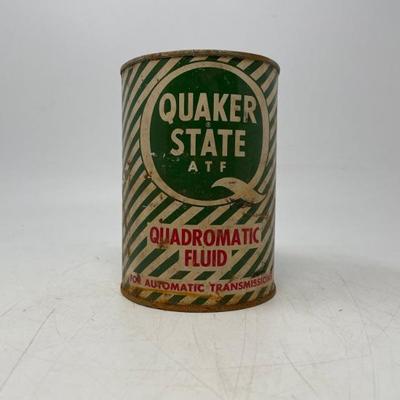 QUAKER
STATE
®
ATF
QUADROMATIC
FLUID
FOR AUTOMATIC TRANSMISSIONS